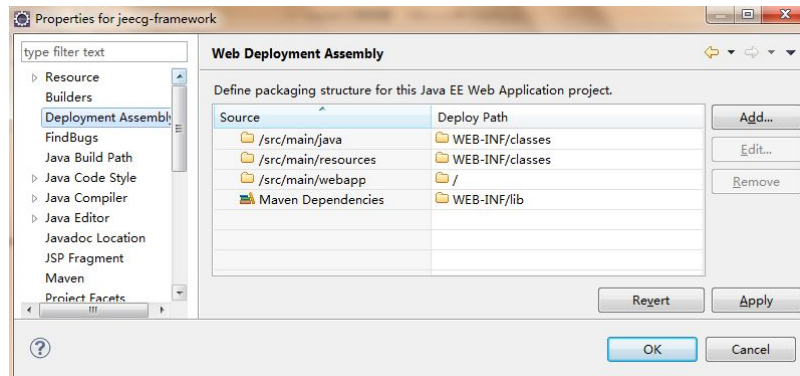 Properties for jeecg-framework
type filter text
Resource
Builders
Deployment Assembly
FindBugs
Java Build Path
Java Code Style
Java Compiler
Java Editor
Javadoc Location
JSP Fragment
Maven
Project Facets
Web Deployment Assembly
Define packaging structure for this Java EE Web Application project.
Source Deploy Path
/src/main/java WEB-INF/classes
/src/main/resources WEB-INF/classes
/src/main/webapp /
Maven Dependencies WEB-INF/lib
Add...
Edit...
Remove
Revert Apply
OK Cancel